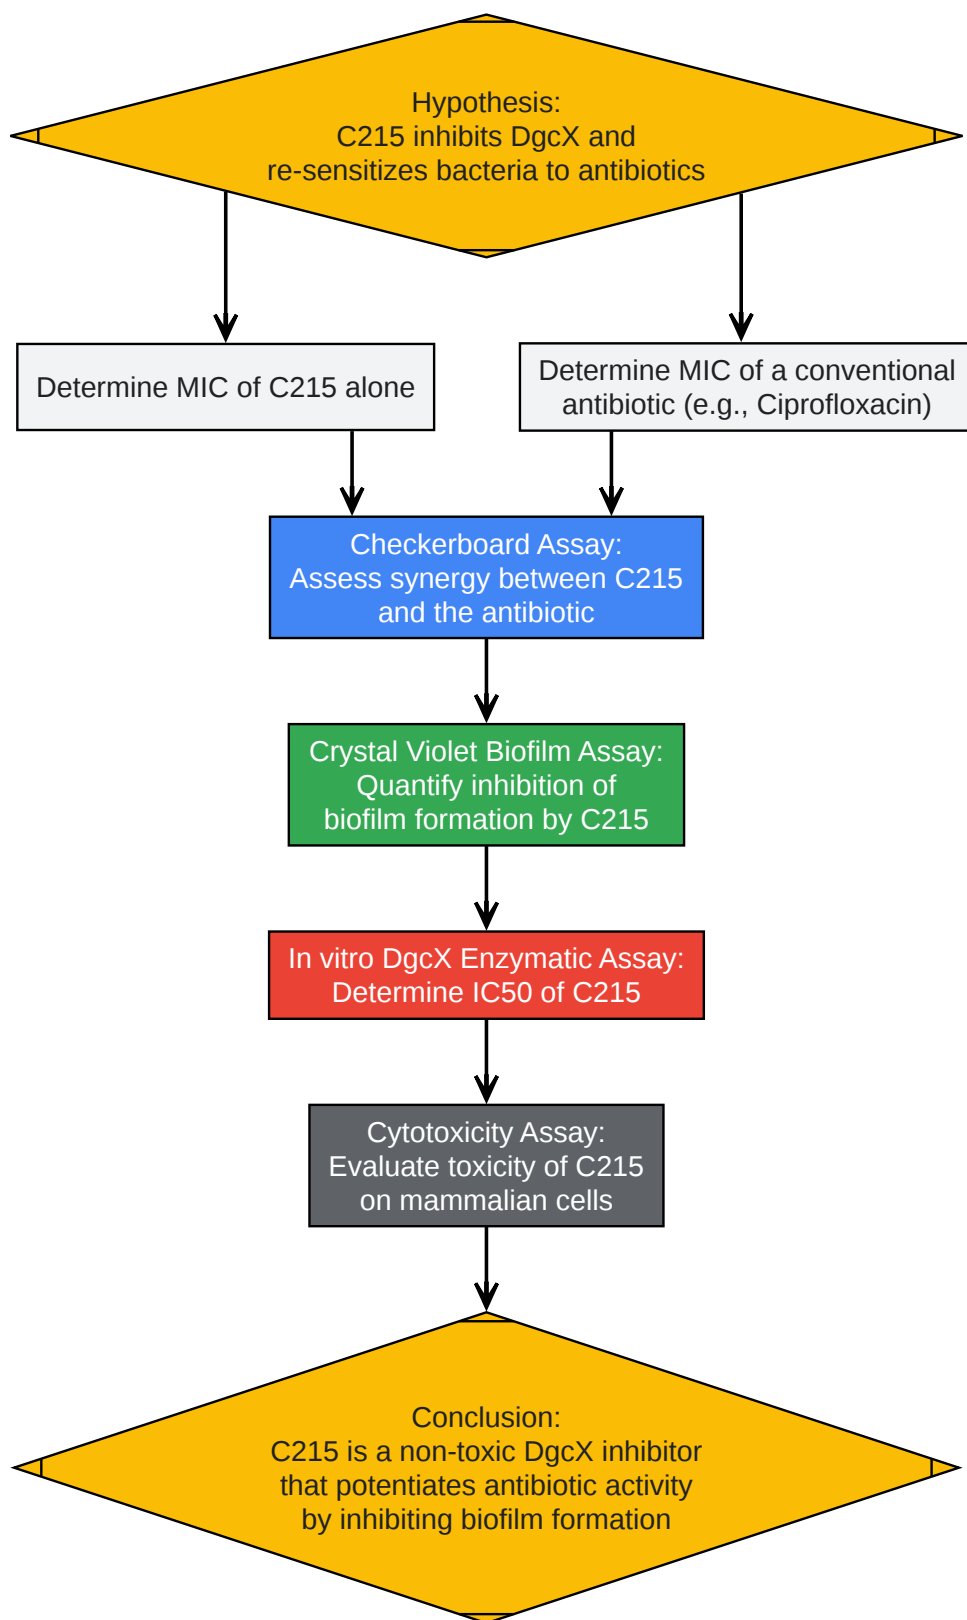 Hypothesis:
C215 inhibits DgcX and
re-sensitizes bacteria to antibiotics
Determine MIC of C215 alone
Determine MIC of a conventional
antibiotic (e.g., Ciprofloxacin)
Checkerboard Assay:
Assess synergy between C215
and the antibiotic
Crystal Violet Biofilm Assay:
Quantify inhibition of
biofilm formation by C215
In vitro DgcX Enzymatic Assay:
Determine IC50 of C215
Cytotoxicity Assay:
Evaluate toxicity of C215
on mammalian cells
Conclusion:
C215 is a non-toxic DgcX inhibitor
that potentiates antibiotic activity
by inhibiting biofilm formation